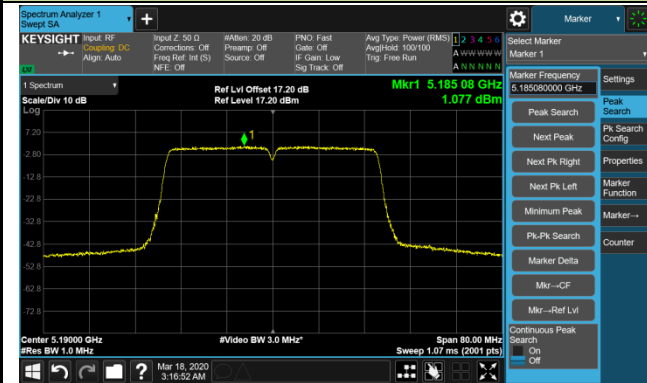 Spectrum Analyzer 1
Swept SA
Marker
KEYSIGHT
Input: RF
Coupling: DC
Align: Auto
Input Z: 50 Ω
Corrections: Off
Freq Ref: Int (S)
NFE: Off
#Atten: 20 dB
Preamp: Off
Source: Off
PNO: Fast
Gate: Off
IF Gain: Low
Sig Track: Off
Avg Type: Power (RMS)
Avg|Hold: 100/100
Trig: Free Run
1 2 3 4 5 6
A W W W W W
A N N N N N
Select Marker
Marker 1
1 Spectrum
Scale/Div 10 dB
Log
Ref Lvl Offset 17.20 dB
Ref Level 17.20 dBm
Mkr1 5.185 08 GHz
1.077 dBm
7.20
-2.80
-12.8
-22.8
-32.8
-42.8
-52.8
-62.8
-72.8
1
Center 5.19000 GHz
#Res BW 1.0 MHz
#Video BW 3.0 MHz*
Span 80.00 MHz
Sweep 1.07 ms (2001 pts)
Marker Frequency
5.185080000 GHz
Peak Search
Next Peak
Next Pk Right
Next Pk Left
Minimum Peak
Pk-Pk Search
Marker Delta
Mkr→CF
Mkr→Ref Lvl
Continuous Peak
Search
On
Off
Settings
Peak
Search
Pk Search
Config
Properties
Marker
Function
Marker→
Counter
?
Mar 18, 2020
3:16:52 AM